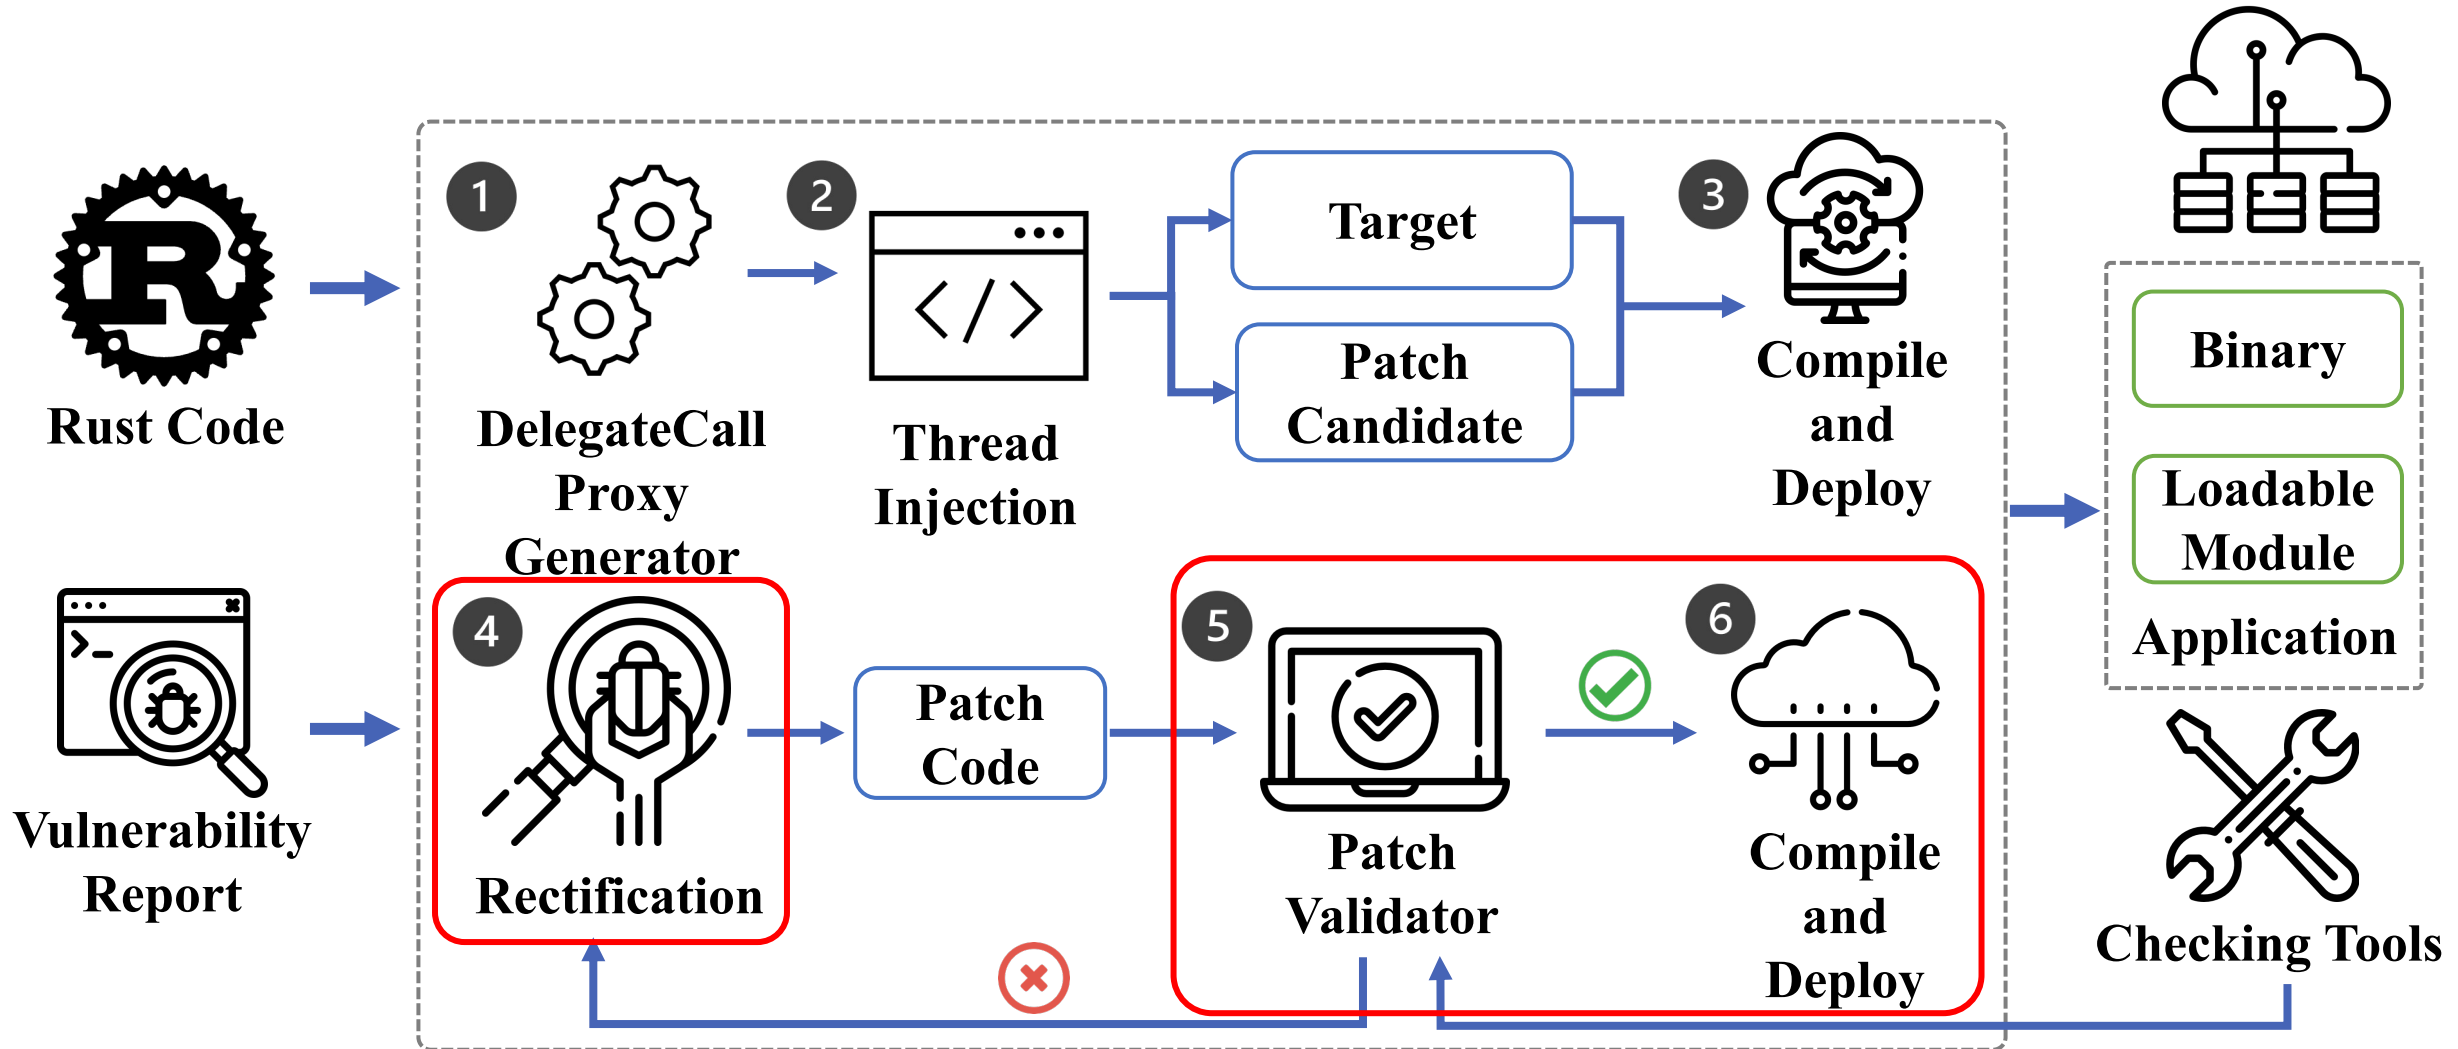 Rust Code
Vulnerability
Report
1
DelegateCall
Proxy
Generator
2
Thread
Injection
Target
Patch
Candidate
3
Compile
and
Deploy
4
Rectification
Patch
Code
5
Patch
Validator
6
Compile
and
Deploy
Binary
Loadable
Module
Application
Checking Tools